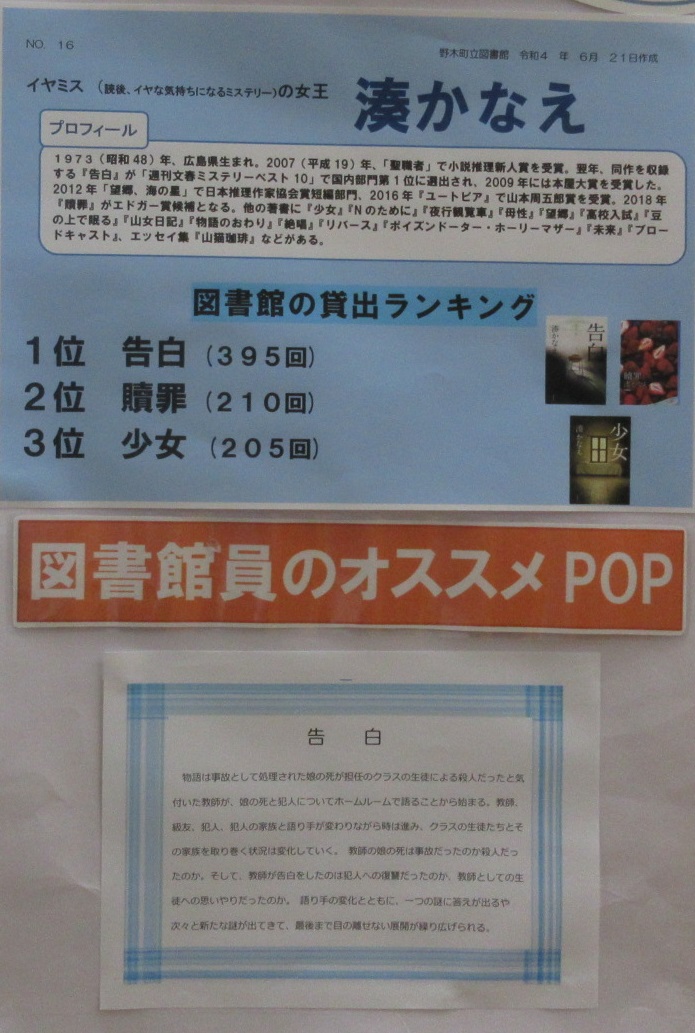 NO. 16
野木町立図書館 令和4 年 6月 21日作成
イヤミス (読後、イヤな気持ちになるミステリー)の女王 湊かなえ
プロフィール
1973(昭和48)年、広島県生まれ。2007(平成19)年、「聖職者」で小説推理新人賞を受賞。翌年、同作を収録
する『告白』が「週刊文春ミステリーベスト10」で国内部門第1位に選出され、2009年には本屋大賞を受賞した。
2012年「望郷、海の星」で日本推理作家協会賞短編部門、2016年『ユートピア』で山本周五郎賞を受賞。2018年
『贖罪』がエドガー賞候補となる。他の著書に『少女』『Nのために』『夜行観覧車』『母性』『望郷』『高校入試』『豆
の上で眠る』『山女日記』『物語のおわり』『絶唱』『リバース』『ポイズンドーター・ホーリーマザー』『未来』『ブロー
ドキャスト』、エッセイ集『山猫珈琲』などがある。
図書館の貸出ランキング
1位 告白 (395回)
2位 贖罪 (210回)
3位 少女 (205回)
告白
湊かなえ
贖罪
少女
湊かなえ
図書館員のオススメPOP
告 白
物語は事故として処理された娘の死が担任のクラスの生徒による殺人だったと気
付いた教師が、娘の死と犯人についてホームルームで語ることから始まる。教師、
級友、犯人、犯人の家族と語り手が変わりながら時は進み、クラスの生徒たちとそ
の家族を取り巻く状況は変化していく。 教師の娘の死は事故だったのか殺人だっ
たのか。そして、教師が告白をしたのは犯人への復讐だったのか、教師としての生
徒への思いやりだったのか。 語り手の変化とともに、一つの謎に答えが出るや
次々と新たな謎が出てきて、最後まで目の離せない展開が繰り広げられる。